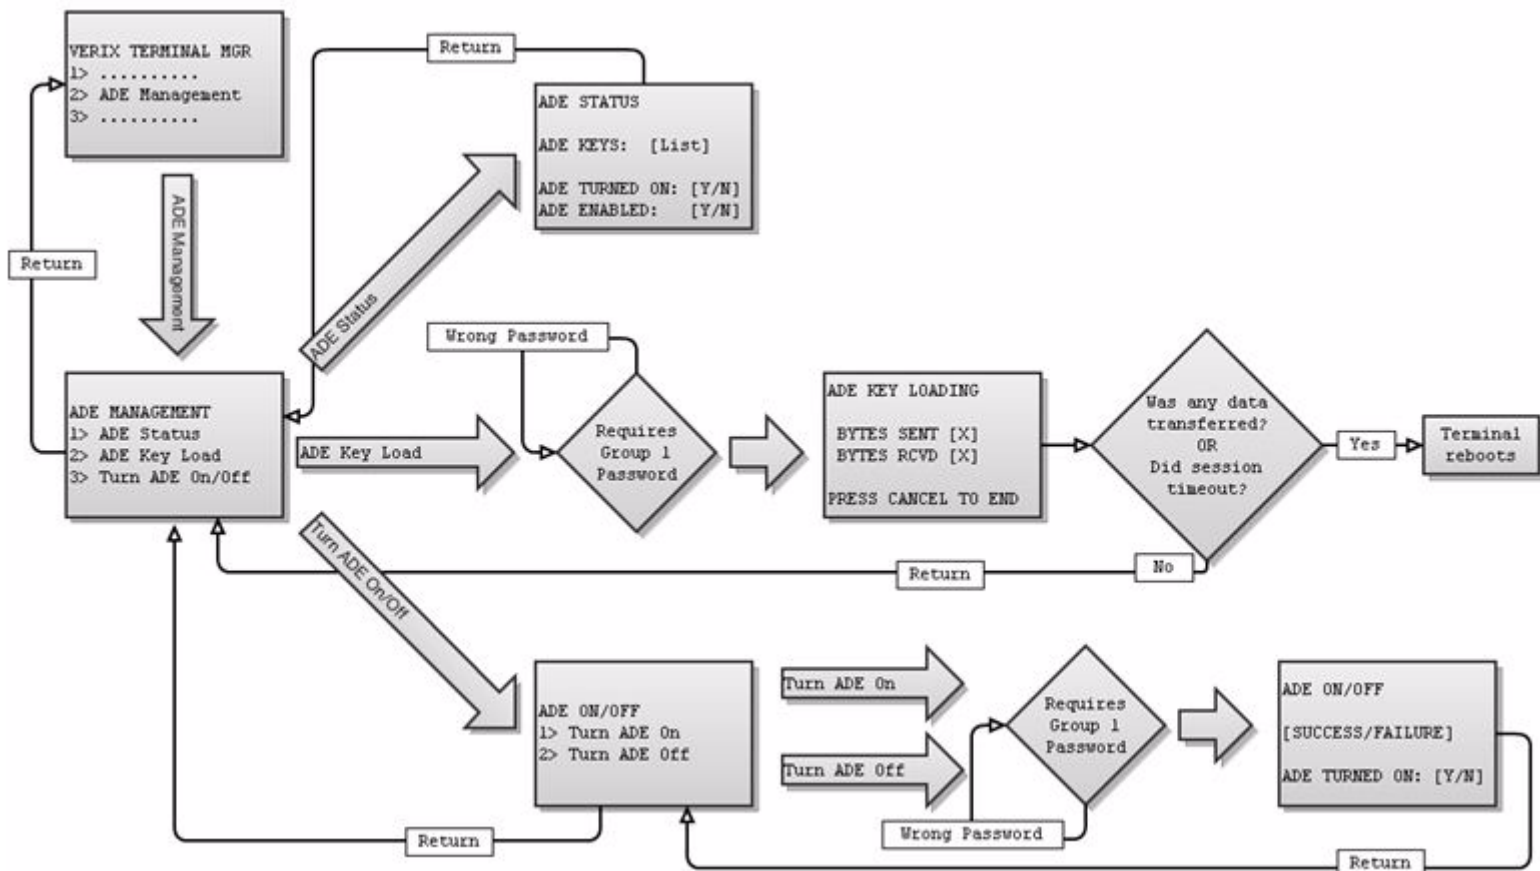 VERIX TERMINAL MGR
1> ..........
2> ADE Management
3> ..........
Return
ADE Management
Return
ADE STATUS
ADE KEYS: [List]
ADE TURNED ON: [Y/N]
ADE ENABLED: [Y/N]
ADE Status
ADE MANAGEMENT
1> ADE Status
2> ADE Key Load
3> Turn ADE On/Off
ADE Key Load
Wrong Password
Requires
Group 1
Password
ADE KEY LOADING
BYTES SENT [X]
BYTES RCVD [X]
PRESS CANCEL TO END
Was any data
transferred?
OR
Did session
timeout?
Yes
Terminal
reboots
No
Return
Turn ADE On/Off
ADE ON/OFF
1> Turn ADE On
2> Turn ADE Off
Turn ADE On
Turn ADE Off
Requires
Group 1
Password
Wrong Password
ADE ON/OFF
[SUCCESS/FAILURE]
ADE TURNED ON: [Y/N]
Return
Return